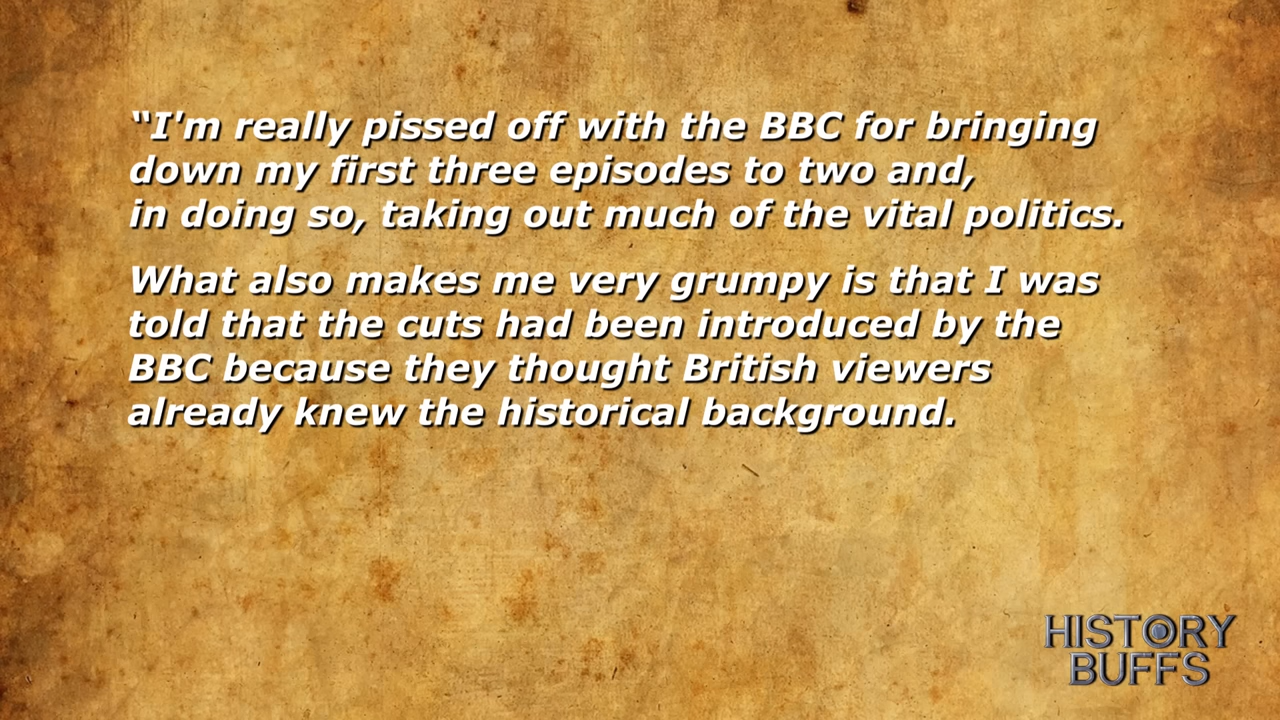 “I'm really pissed off with the BBC for bringing
down my first three episodes to two and,
in doing so, taking out much of the vital politics.
What also makes me very grumpy is that I was
told that the cuts had been introduced by the
BBC because they thought British viewers
already knew the historical background.
HISTORY
BUFFS